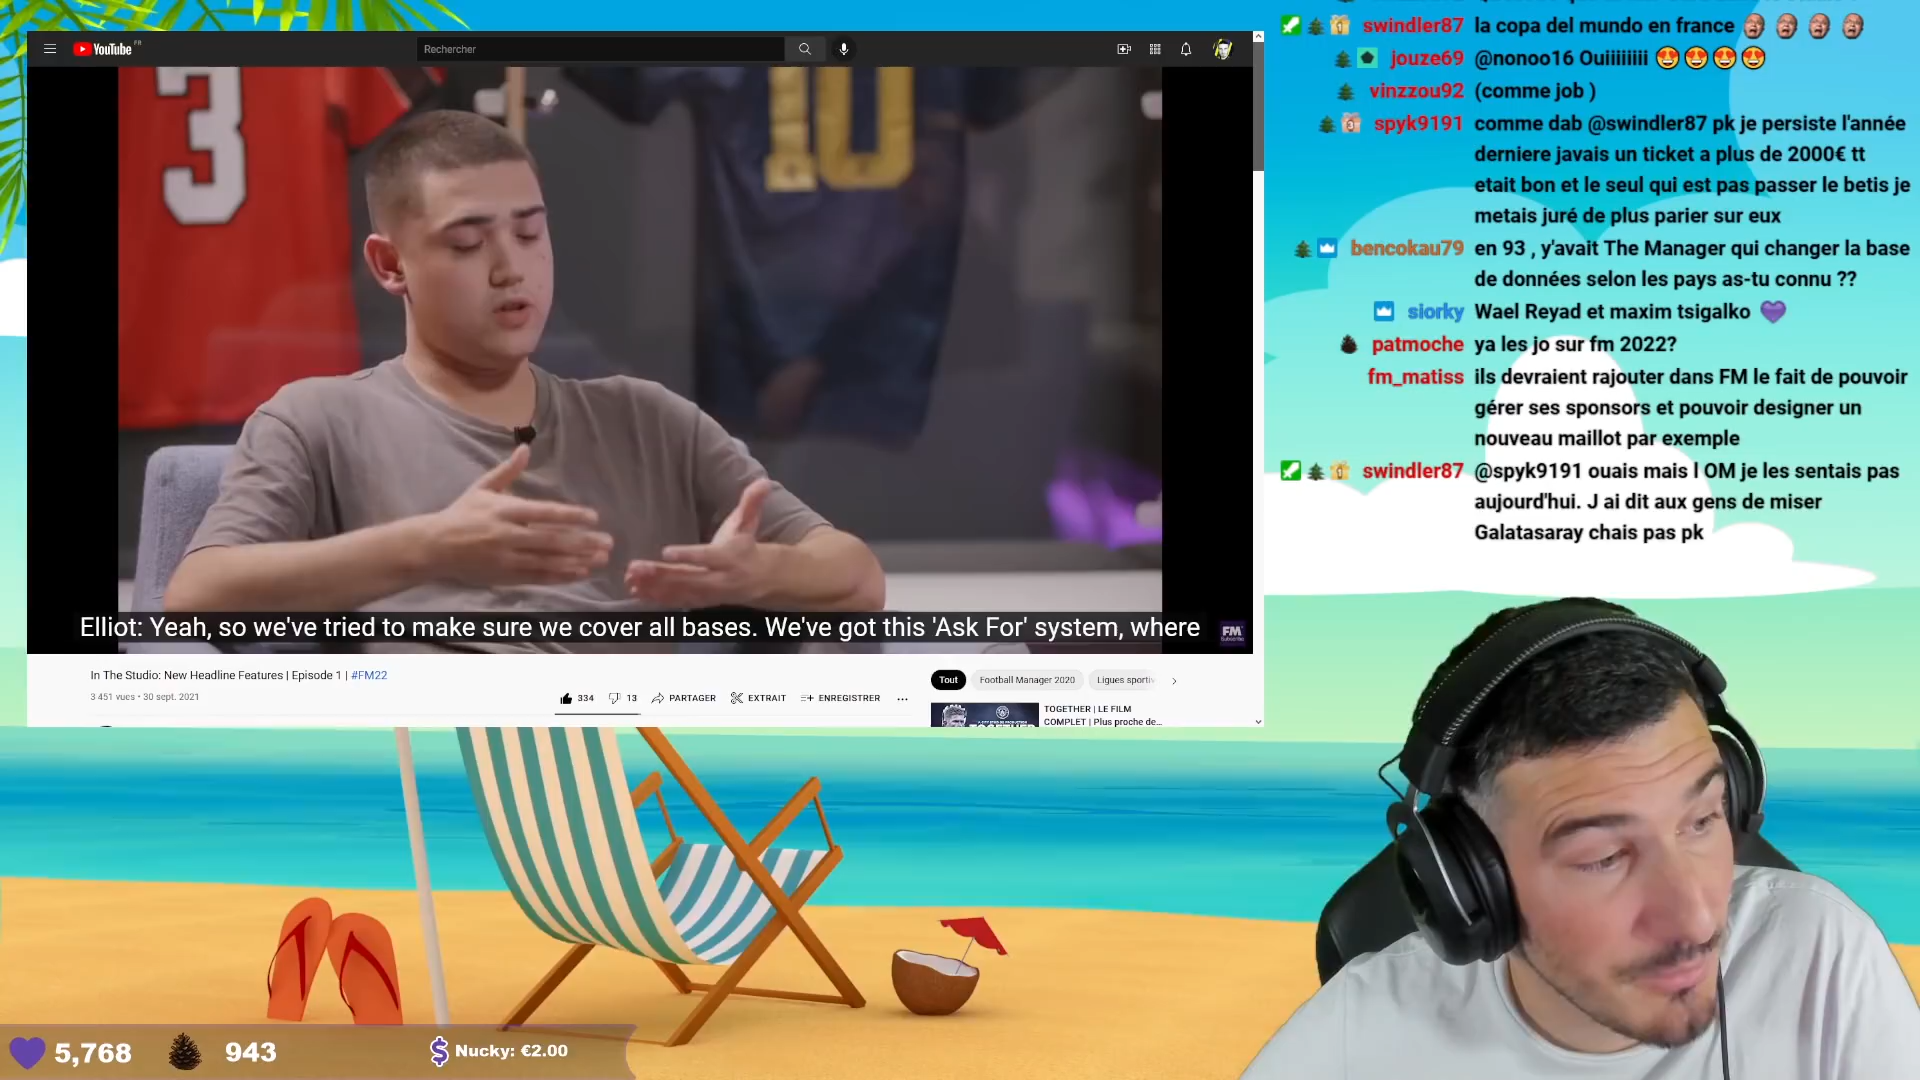 YouTube FR
Rechercher
3
10
Elliot: Yeah, so we've tried to make sure we cover all bases. We've got this 'Ask For' system, where
FM
In The Studio: New Headline Features | Episode 1 | #FM22
3 451 vues • 30 sept. 2021
334
13
PARTAGER
EXTRAIT
ENREGISTRER
Tout
Football Manager 2020
Ligues sportiv
TOGETHER | LE FILM
COMPLET | Plus proche de...
TOGETHER
swindler87 la copa del mundo en france
jouze69 @nonoo16 Ouiiiiiiii
vinzzou92 (comme job )
spyk9191 comme dab @swindler87 pk je persiste l'année
derniere javais un ticket a plus de 2000€ tt
etait bon et le seul qui est pas passer le betis je
metais juré de plus parier sur eux
bencokau79 en 93 , y'avait The Manager qui changer la base
de données selon les pays as-tu connu ??
siorky Wael Reyad et maxim tsigalko
patmoche ya les jo sur fm 2022?
fm_matiss ils devraient rajouter dans FM le fait de pouvoir
gérer ses sponsors et pouvoir designer un
nouveau maillot par exemple
swindler87 @spyk9191 ouais mais l OM je les sentais pas
aujourd'hui. J ai dit aux gens de miser
Galatasaray chais pas pk
5,768
943
Nucky: €2.00